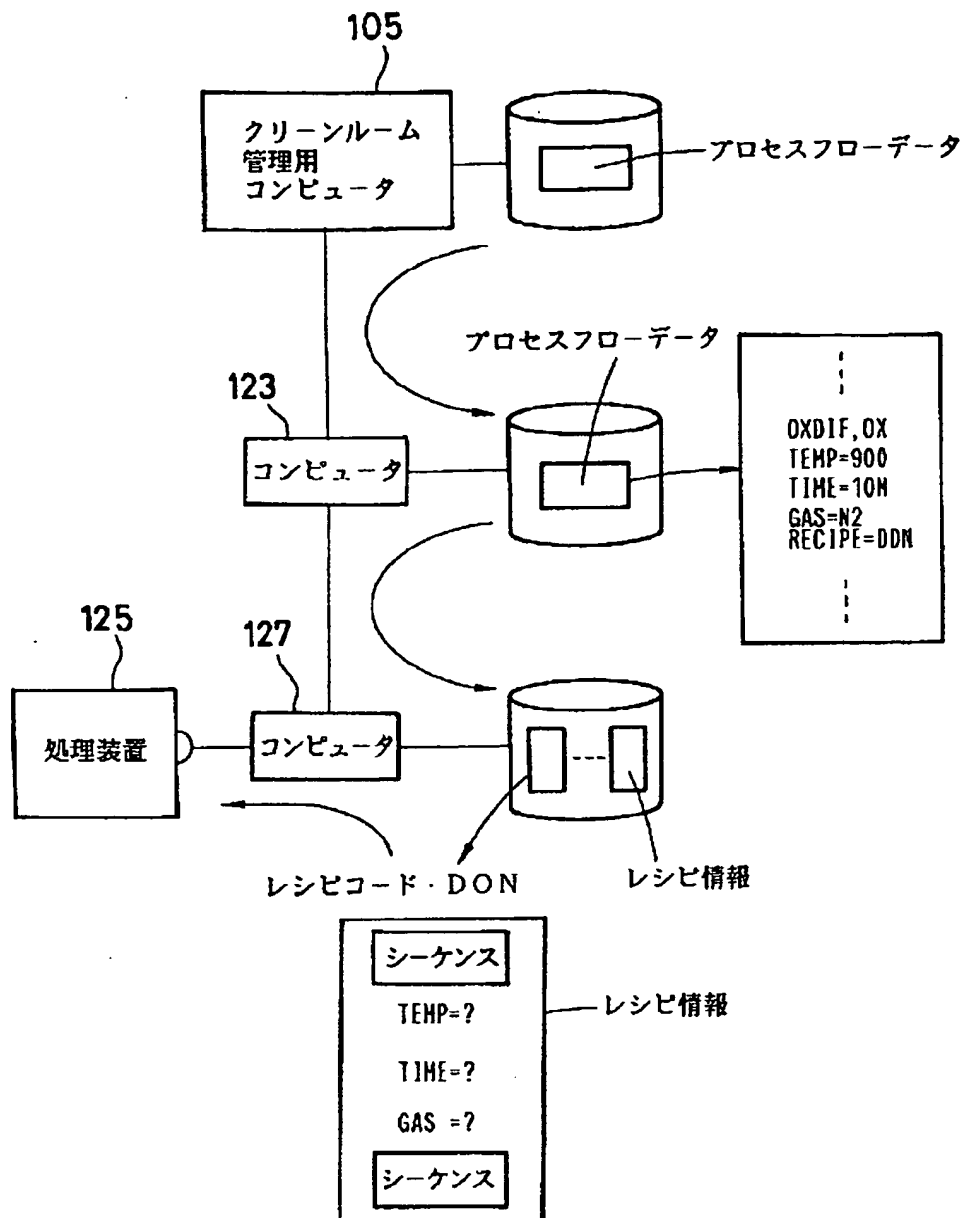 105
クリーンルーム
管理用
コンピュータ
プロセスフローデータ
プロセスフローデータ
123
コンピュータ
OXDIF,OX
TEMP=900
TIME=10M
GAS=N2
RECIPE=DDN
125
127
処理装置
コンピュータ
レシピコード・DON
レシピ情報
シーケンス
TEMP=?
TIME=?
GAS =?
シーケンス
レシピ情報